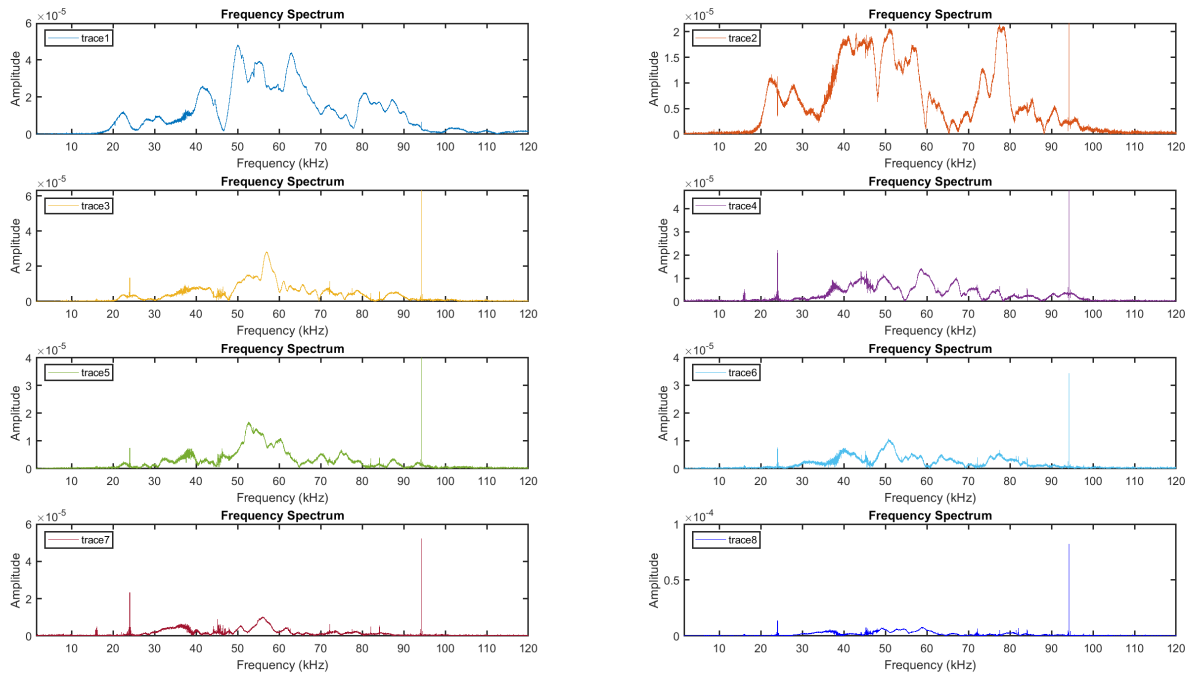 Frequency Spectrum
×10-5
6
4
2
0
Amplitude
trace1
10 20 30 40 50 60 70 80 90 100 110 120
Frequency (kHz)
Frequency Spectrum
×10-5
2
1.5
1
0.5
0
Amplitude
trace2
10 20 30 40 50 60 70 80 90 100 110 120
Frequency (kHz)
Frequency Spectrum
×10-5
6
4
2
0
Amplitude
trace3
10 20 30 40 50 60 70 80 90 100 110 120
Frequency (kHz)
Frequency Spectrum
×10-5
4
3
2
1
0
Amplitude
trace4
10 20 30 40 50 60 70 80 90 100 110 120
Frequency (kHz)
Frequency Spectrum
×10-5
4
3
2
1
0
Amplitude
trace5
10 20 30 40 50 60 70 80 90 100 110 120
Frequency (kHz)
Frequency Spectrum
×10-5
4
3
2
1
0
Amplitude
trace6
10 20 30 40 50 60 70 80 90 100 110 120
Frequency (kHz)
Frequency Spectrum
×10-5
6
4
2
0
Amplitude
trace7
10 20 30 40 50 60 70 80 90 100 110 120
Frequency (kHz)
Frequency Spectrum
×10-4
1
0.5
0
Amplitude
trace8
10 20 30 40 50 60 70 80 90 100 110 120
Frequency (kHz)